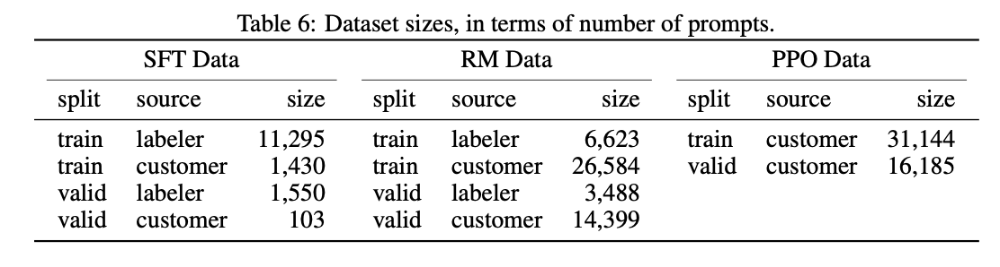 Table 6: Dataset sizes, in terms of number of prompts.
SFT Data RM Data PPO Data
split source size split source size split source size
train labeler 11,295 train labeler 6,623 train customer 31,144
train customer 1,430 train customer 26,584 valid customer 16,185
valid labeler 1,550 valid labeler 3,488
valid customer 103 valid customer 14,399